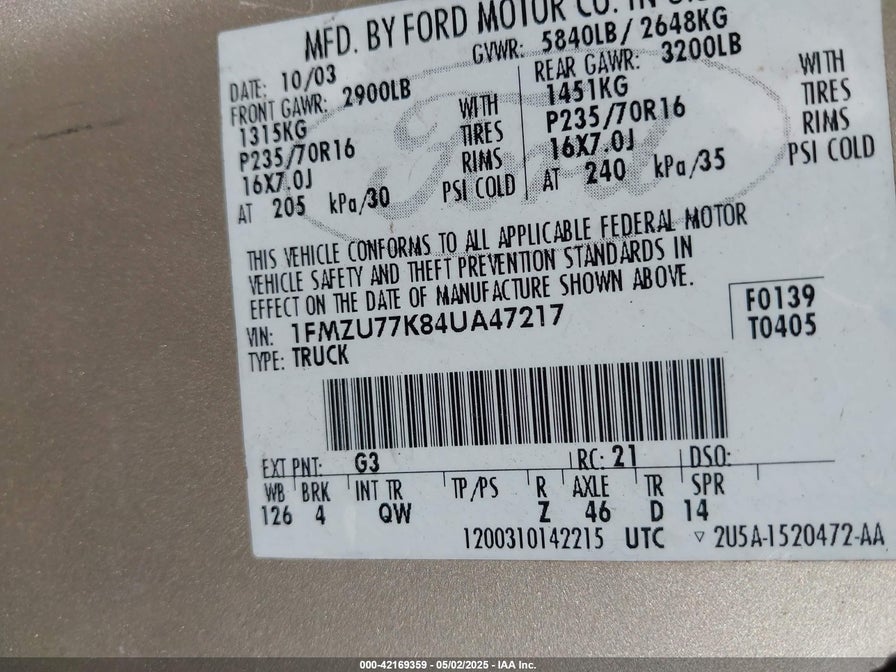 MFD. BY FORD MOTOR CO. IN
GVWR: 5840LB / 2648KG
DATE: 10/03
FRONT GAWR: 2900LB
1315KG WITH
P235/70R16 TIRES
16X7.0J RIMS
AT 205 kPa/30 PSI COLD
REAR GAWR: 3200LB
1451KG WITH
P235/70R16 TIRES
16X7.0J RIMS
AT 240 kPa/35 PSI COLD
Ford
THIS VEHICLE CONFORMS TO ALL APPLICABLE FEDERAL MOTOR
VEHICLE SAFETY AND THEFT PREVENTION STANDARDS IN
EFFECT ON THE DATE OF MANUFACTURE SHOWN ABOVE.
VIN: 1FMZU77K84UA47217
TYPE: TRUCK
F0139
T0405
EXT PNT: G3 RC: 21 DSO:
WB BRK INT TR TP/PS R AXLE TR SPR
126 4 QW Z 46 D 14
1200310142215 UTC ▽ 2U5A-1520472-AA
000-42169359 - 05/02/2025 - IAA Inc.